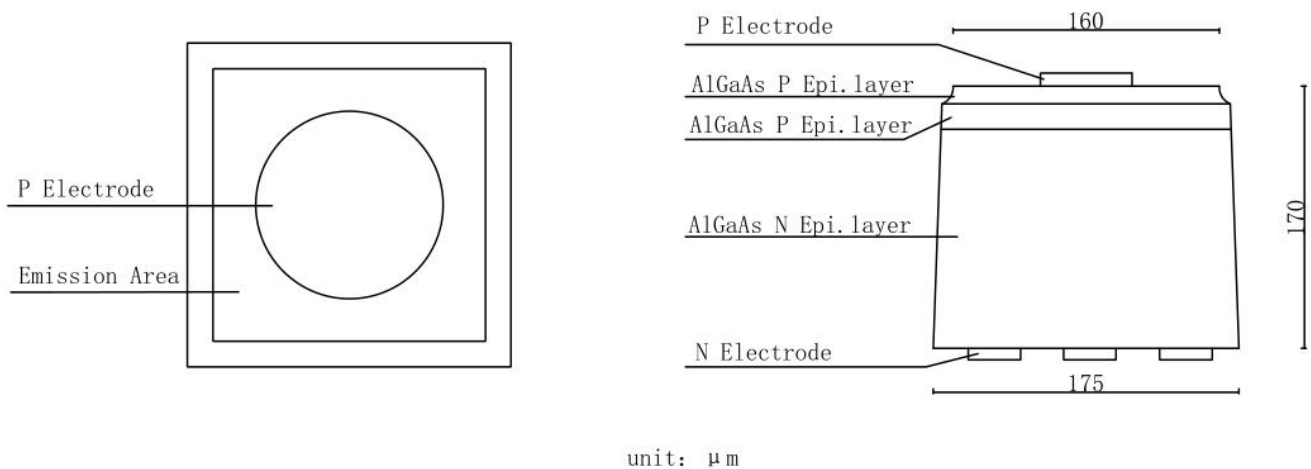 P Electrode
Emission Area
P Electrode
160
AlGaAs P Epi.layer
AlGaAs P Epi.layer
AlGaAs N Epi.layer
170
N Electrode
175
unit: μm